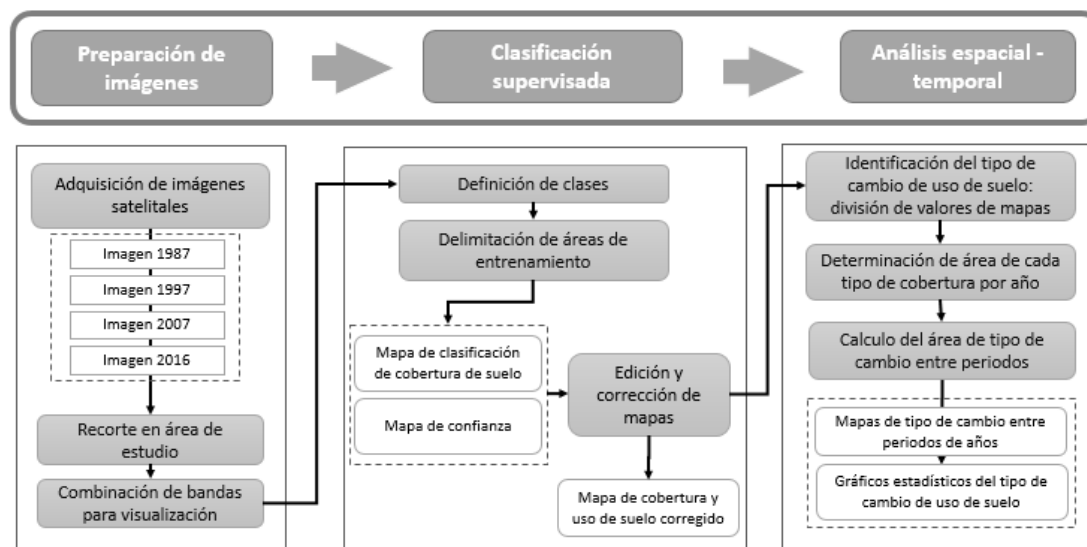 Preparación de
imágenes
Clasificación
supervisada
Análisis espacial -
temporal
Adquisición de imágenes
satelitales
Imagen 1987
Imagen 1997
Imagen 2007
Imagen 2016
Recorte en área de
estudio
Combinación de bandas
para visualización
Definición de clases
Delimitación de áreas de
entrenamiento
Mapa de clasificación
de cobertura de suelo
Mapa de confianza
Edición y
corrección de
mapas
Mapa de cobertura y
uso de suelo corregido
Identificación del tipo de
cambio de uso de suelo:
división de valores de mapas
Determinación de área de cada
tipo de cobertura por año
Calculo del área de tipo de
cambio entre periodos
Mapas de tipo de cambio entre
periodos de años
Gráficos estadísticos del tipo de
cambio de uso de suelo